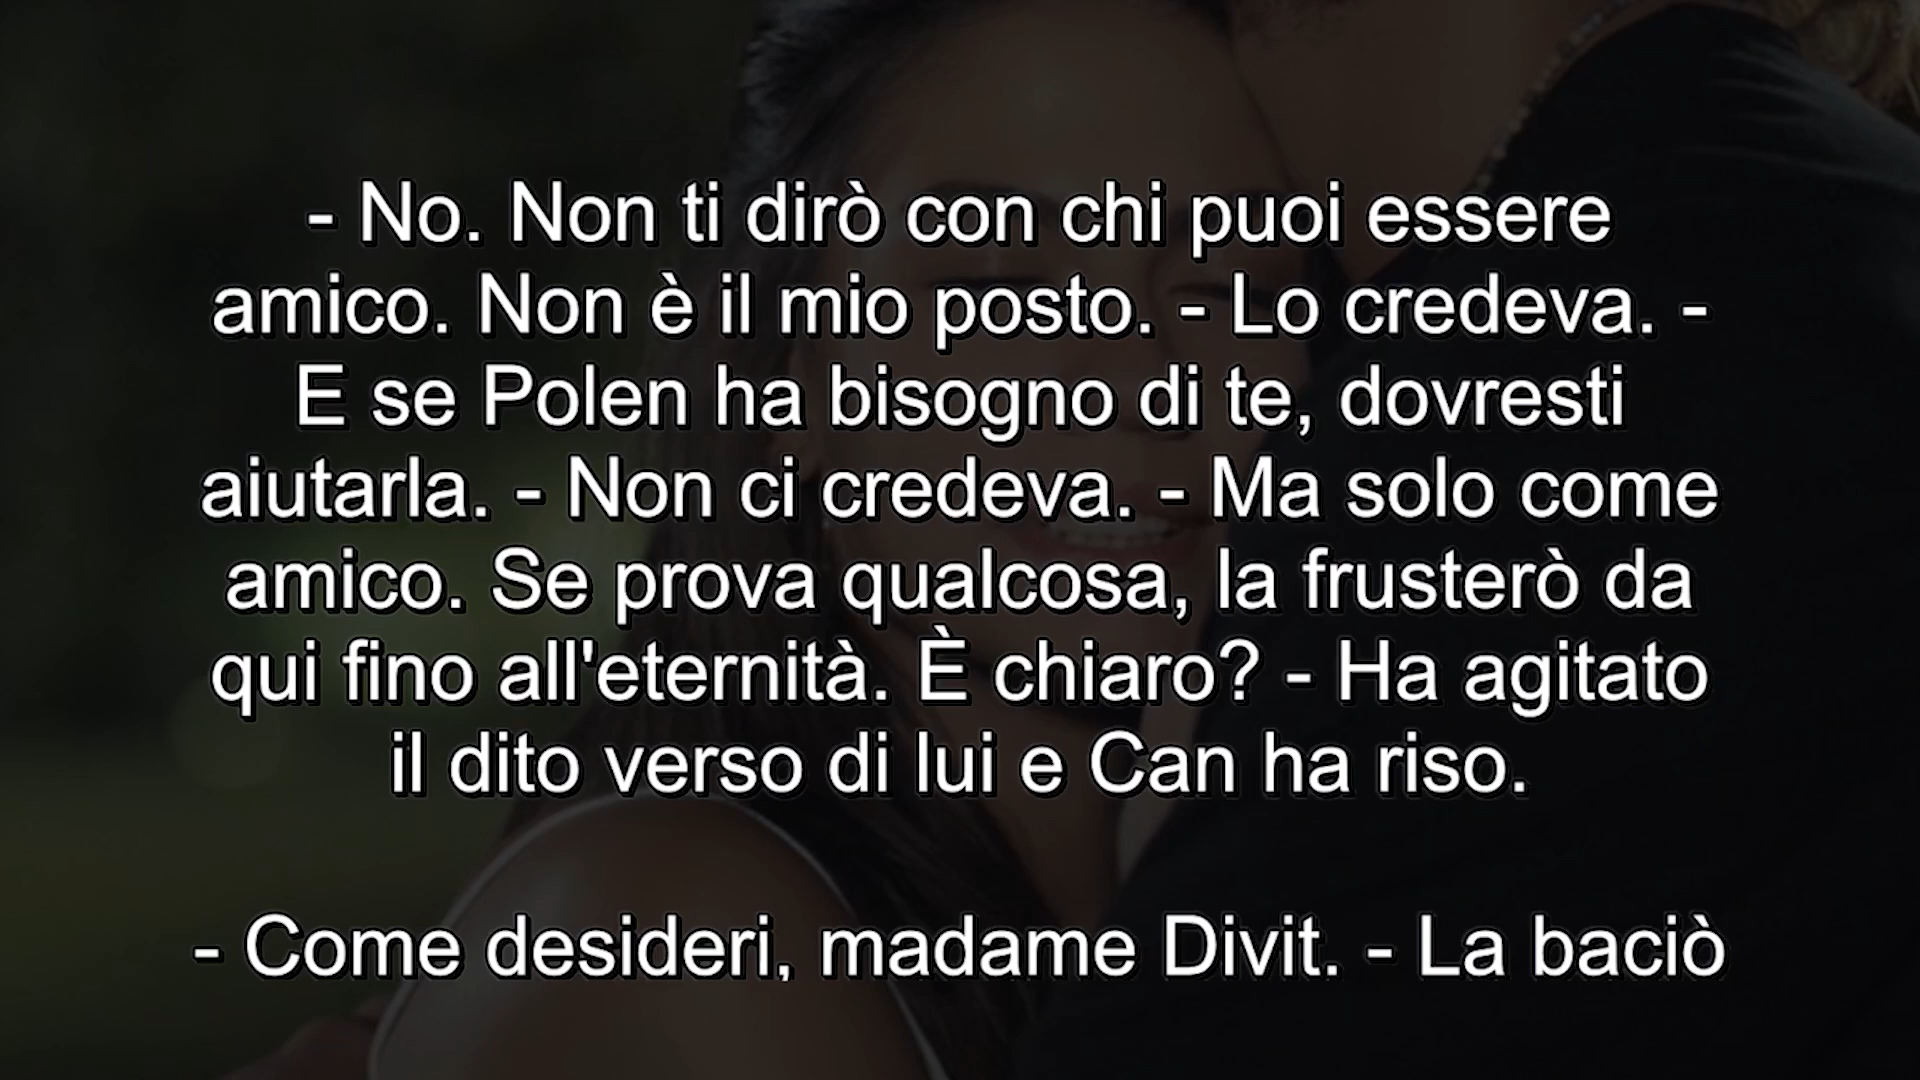 - No. Non ti dirò con chi puoi essere
amico. Non è il mio posto. - Lo credeva. -
E se Polen ha bisogno di te, dovresti
aiutarla. - Non ci credeva. - Ma solo come
amico. Se prova qualcosa, la frusterò da
qui fino all'eternità. È chiaro? - Ha agitato
il dito verso di lui e Can ha riso.
- Come desideri, madame Divit. - La baciò